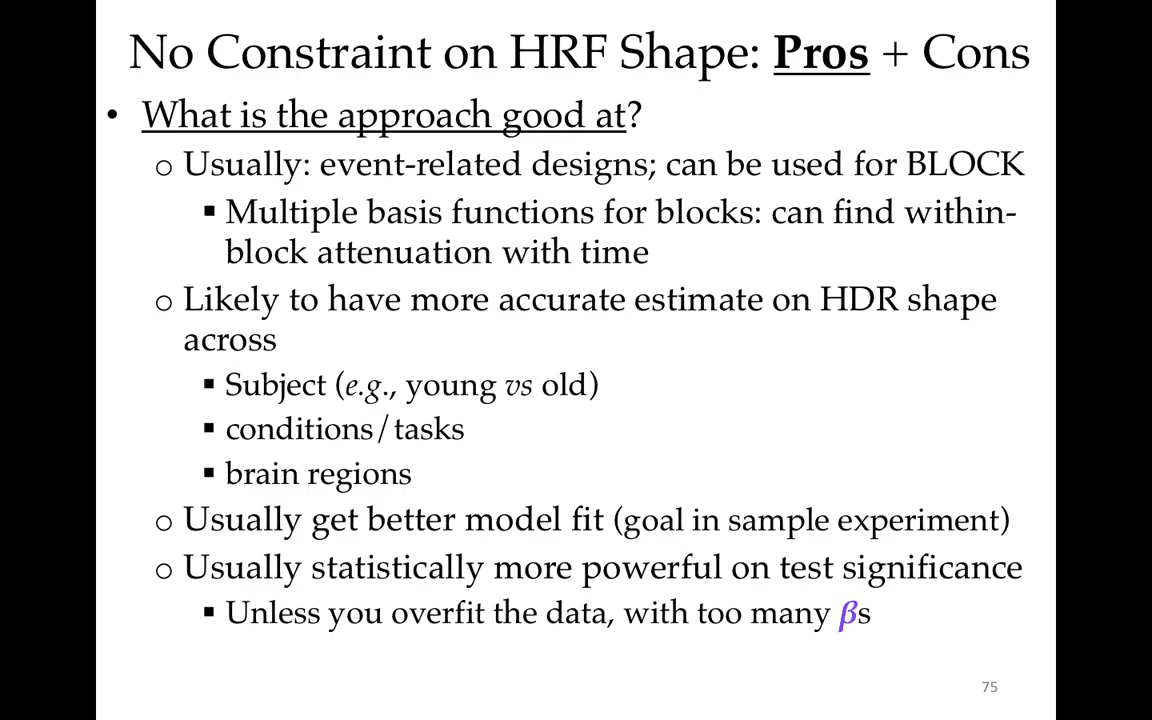 No Constraint on HRF Shape: Pros + Cons
• What is the approach good at?
o Usually: event-related designs; can be used for BLOCK
▪ Multiple basis functions for blocks: can find within-
block attenuation with time
o Likely to have more accurate estimate on HDR shape
across
▪ Subject (e.g., young vs old)
▪ conditions/tasks
▪ brain regions
o Usually get better model fit (goal in sample experiment)
o Usually statistically more powerful on test significance
▪ Unless you overfit the data, with too many βs
75